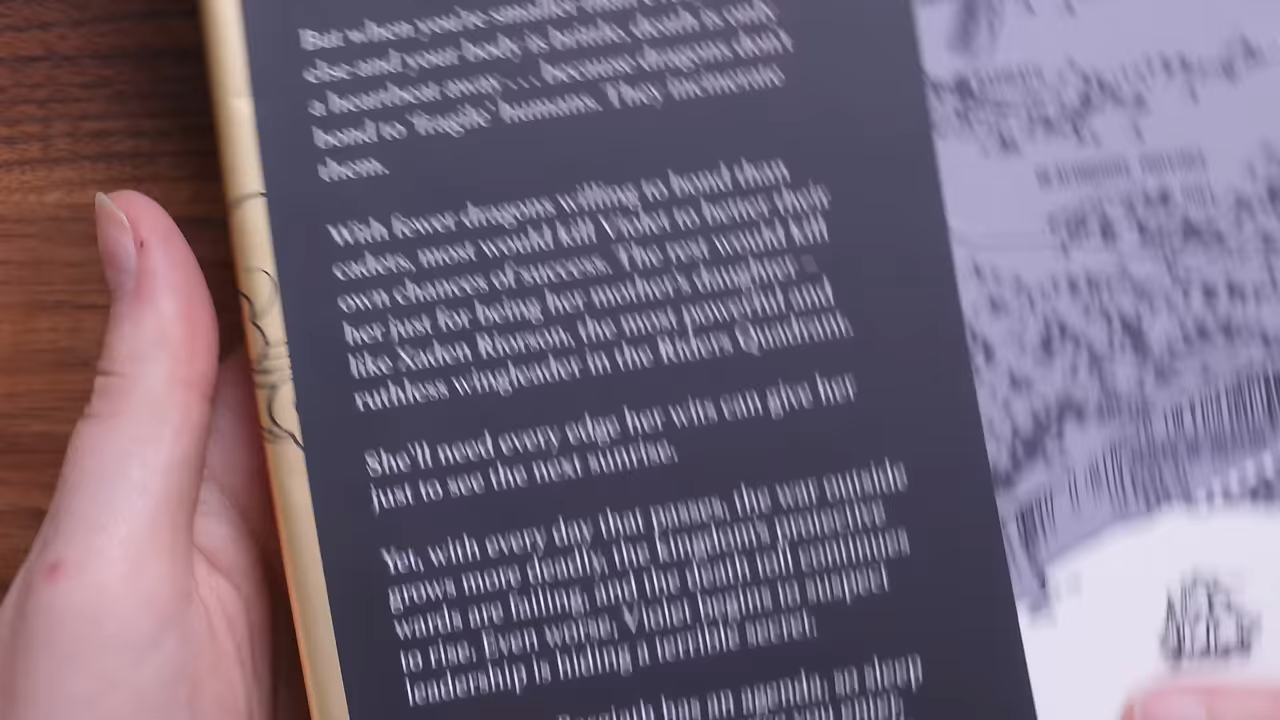 But when you're smaller than
else and your body is brittle, death is only
a heartbeat away... because dragons don't
bond to 'fragile' humans. They incinerate
them.
With fewer dragons willing to bond than
cadets, most would kill Violet to better their
own chances of success. The rest would kill
her just for being her mother's daughter –
like Xaden Riorson, the most powerful and
ruthless wingleader in the Riders Quadrant.
She'll need every edge her wits can give her
just to see the next sunrise.
Yet, with every day that passes, the war outside
grows more deadly, the kingdom's protective
wards are failing, and the death toll continues
to rise. Even worse, Violet begins to suspect
leadership is hiding a terrible secret.
Basgiath has an agenda